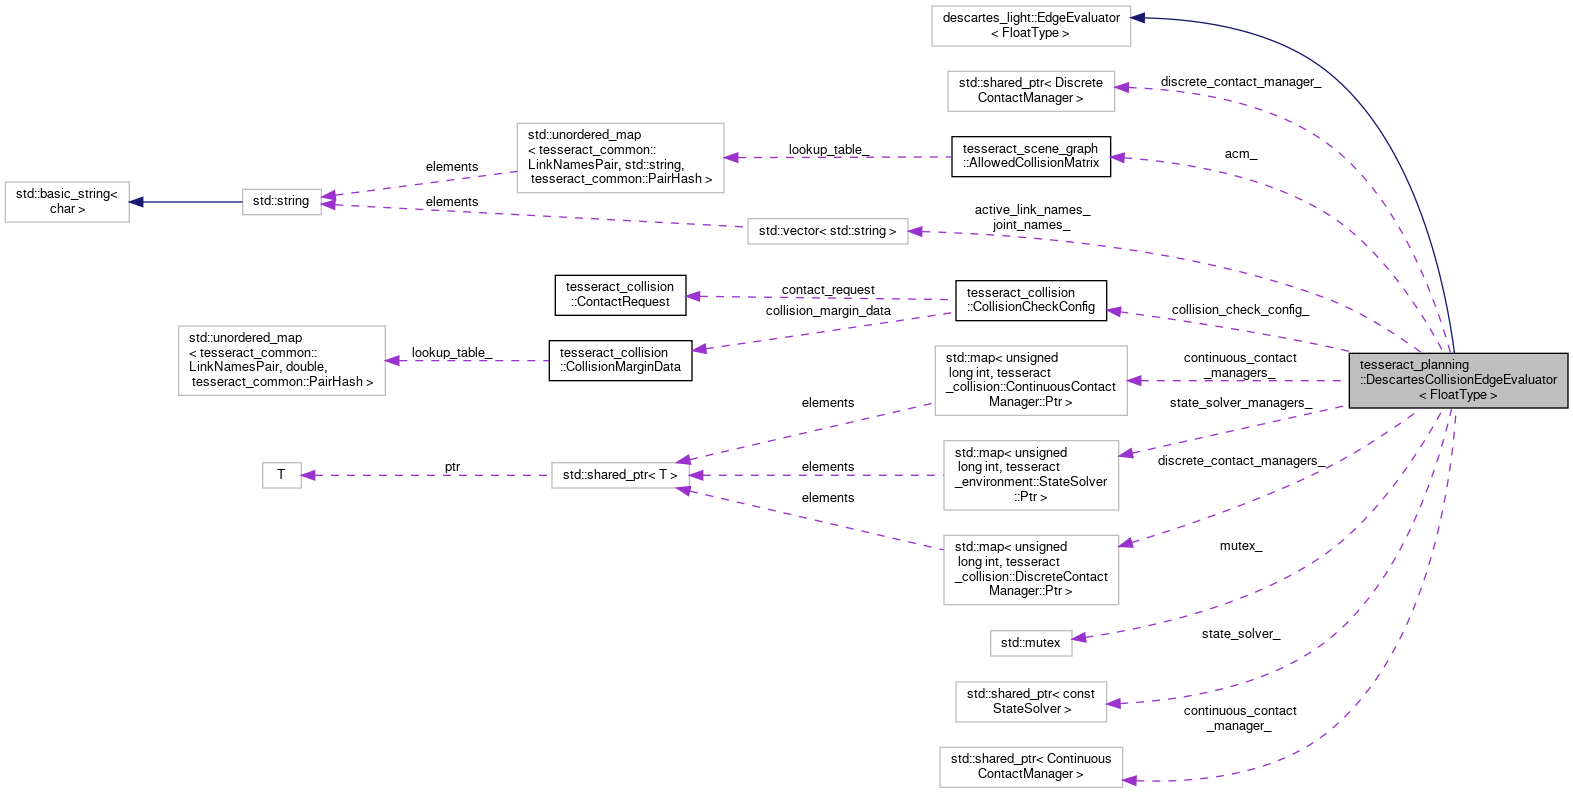 descartes_light::EdgeEvaluator
< FloatType >
std::shared_ptr< Discrete
ContactManager >
discrete_contact_manager_
std::unordered_map
< tesseract_common::
LinkNamesPair, std::string,
tesseract_common::PairHash >
lookup_table_
tesseract_scene_graph
::AllowedCollisionMatrix
acm_
elements
std::basic_string<
char >
std::string
elements
std::vector< std::string >
active_link_names_
joint_names_
tesseract_collision
::ContactRequest
contact_request
tesseract_collision
::CollisionCheckConfig
collision_check_config_
collision_margin_data
std::unordered_map
< tesseract_common::
LinkNamesPair, double,
tesseract_common::PairHash >
lookup_table_
tesseract_collision
::CollisionMarginData
std::map< unsigned
long int, tesseract
_collision::ContinuousContact
Manager::Ptr >
continuous_contact
_managers_
tesseract_planning
::DescartesCollisionEdgeEvaluator
< FloatType >
elements
state_solver_managers_
T
ptr
std::shared_ptr< T >
elements
std::map< unsigned
long int, tesseract
_environment::StateSolver
::Ptr >
discrete_contact_managers_
elements
std::map< unsigned
long int, tesseract
_collision::DiscreteContact
Manager::Ptr >
mutex_
std::mutex
state_solver_
std::shared_ptr< const
StateSolver >
continuous_contact
_manager_
std::shared_ptr< Continuous
ContactManager >